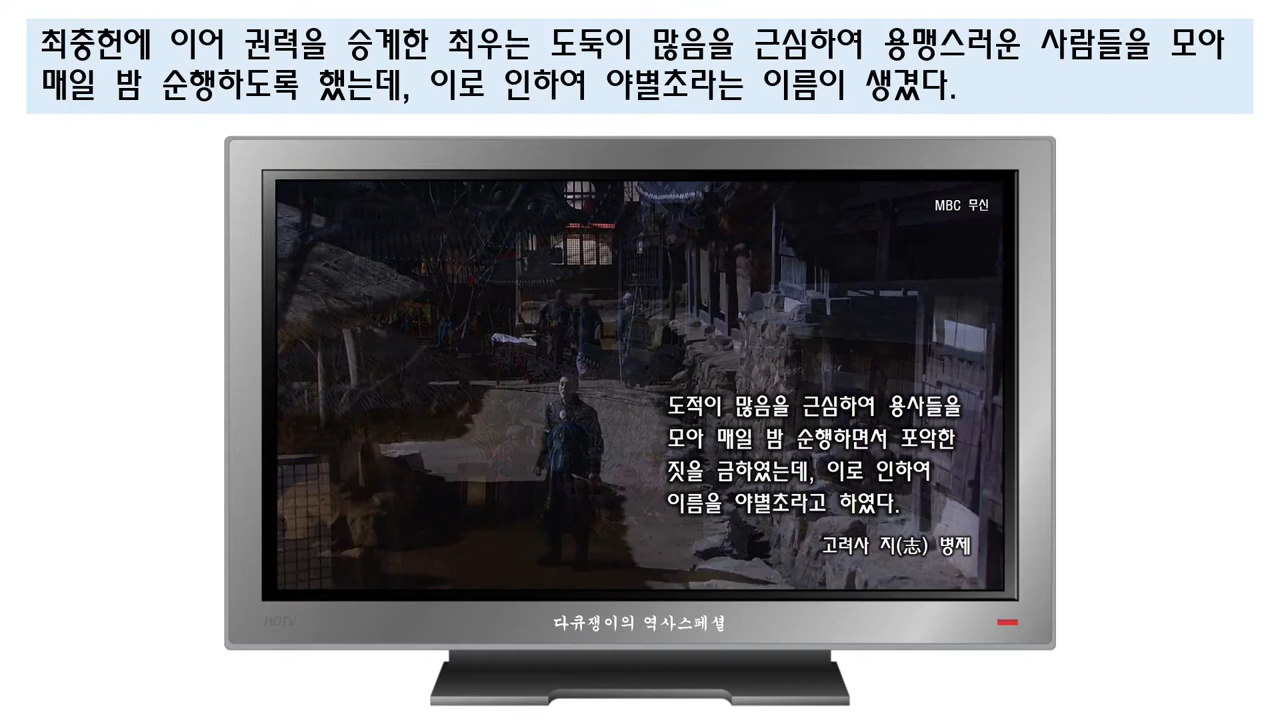 최충헌에 이어 권력을 승계한 최우는 도둑이 많음을 근심하여 용맹스러운 사람들을 모아
매일 밤 순행하도록 했는데, 이로 인하여 야별초라는 이름이 생겼다.
MBC 무신
도적이 많음을 근심하여 용사들을
모아 매일 밤 순행하면서 포악한
짓을 금하였는데, 이로 인하여
이름을 야별초라고 하였다.
고려사 지(志) 병제
HDTV
다큐쟁이의 역사스페셜